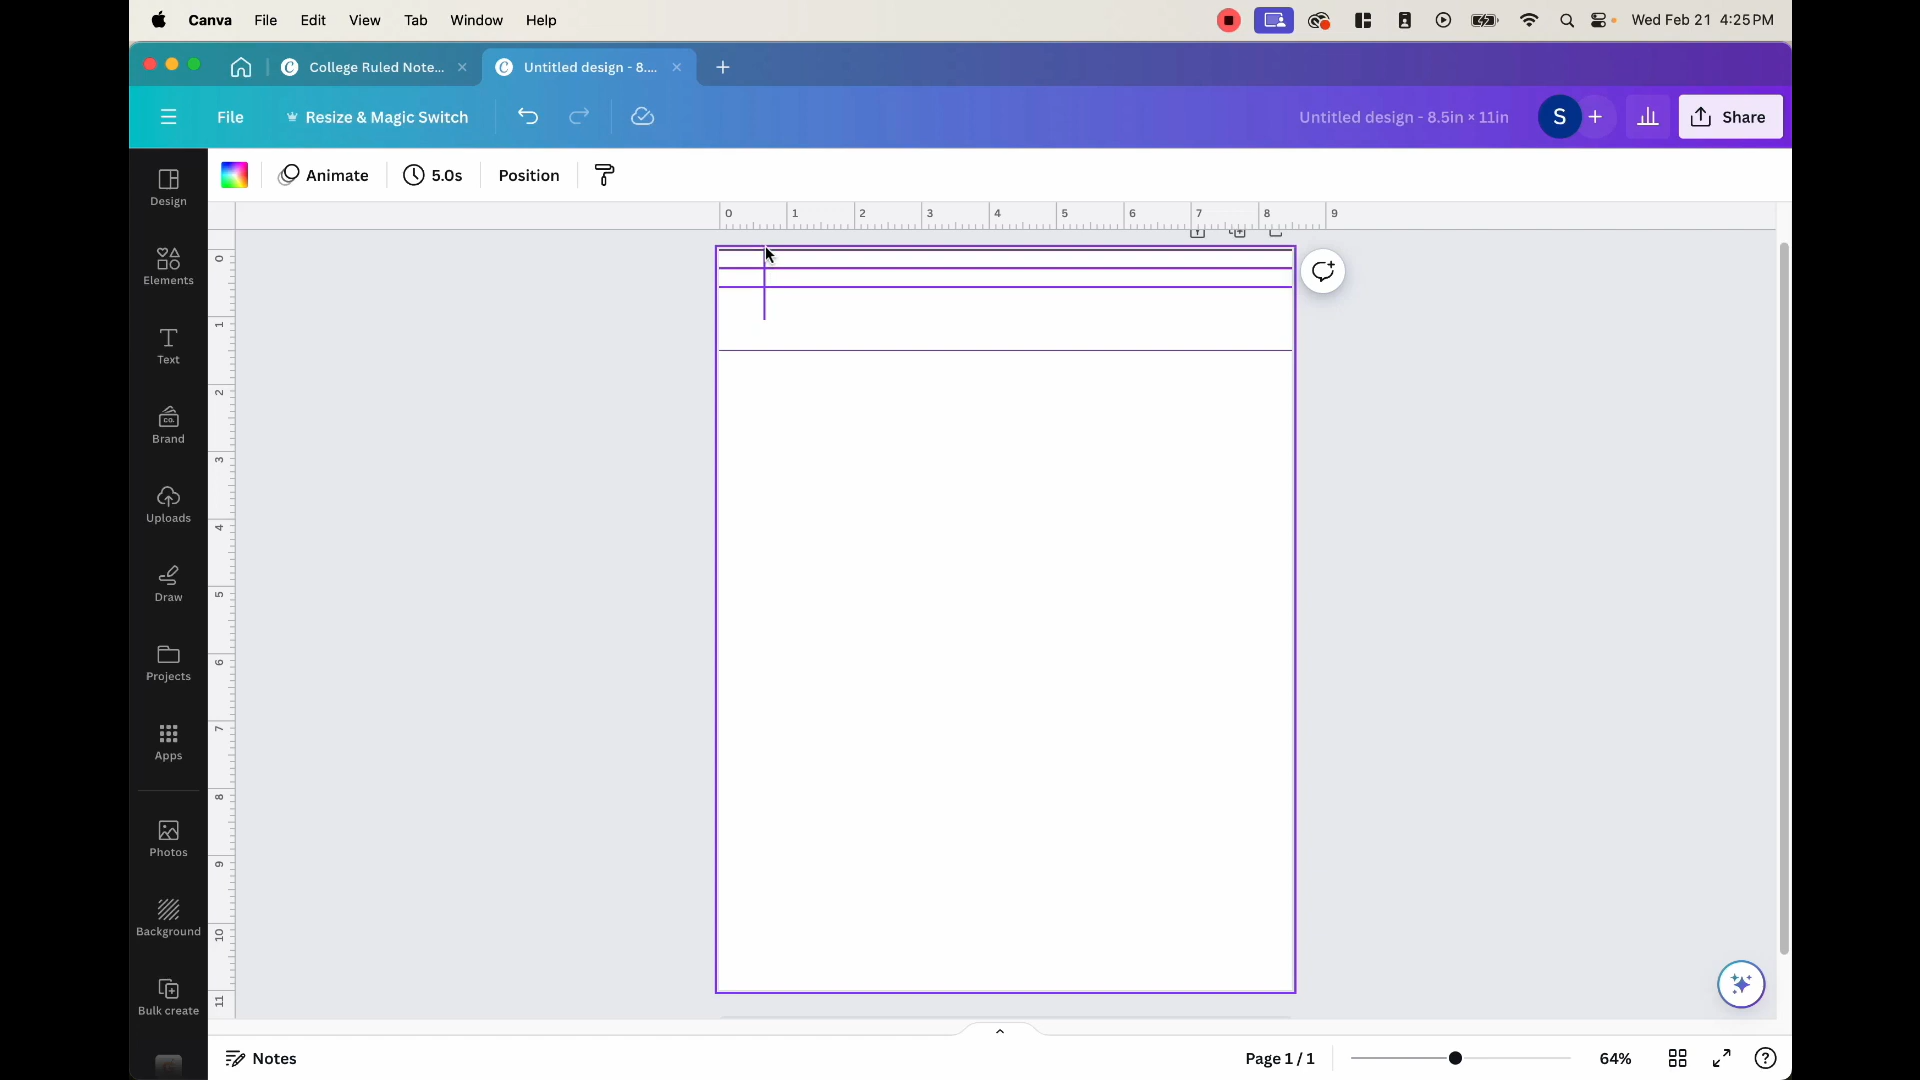 Canva File Edit View Tab Window Help Wed Feb 21 4:25 PM
College Ruled Note... Untitled design - 8....
File Resize & Magic Switch Untitled design - 8.5in × 11in S Share
Animate 5.0s Position
0 1 2 3 4 5 6 7 8 9
Design
Elements
Text
Brand
Uploads
Draw
Projects
Apps
Photos
Background
Bulk create
0
1
2
3
4
5
6
7
8
9
10
11
Notes Page 1 / 1 64%